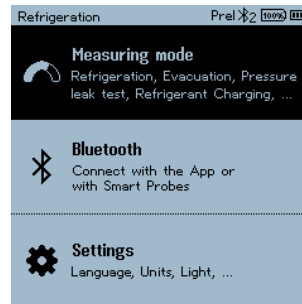 Refrigeration Prel 2 100%
Measuring mode
Refrigeration, Evacuation, Pressure
leak test, Refrigerant Charging, ...
Bluetooth
Connect with the App or
with Smart Probes
Settings
Language, Units, Light, ...